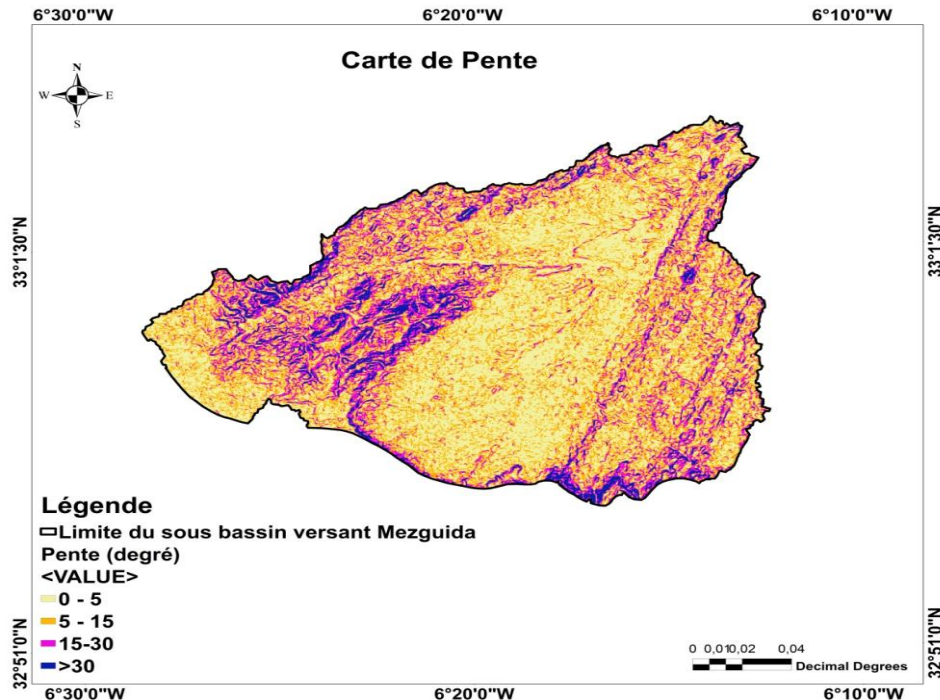 6°30'0"W 6°20'0"W 6°10'0"W
Carte de Pente
N
W E
S
33°1'30"N 33°1'30"N
Légende
Limite du sous bassin versant Mezguida
Pente (degré)
<VALUE>
0 - 5
5 - 15
15-30
>30
0 0,01 0,02 0,04
Decimal Degrees
32°51'0"N 32°51'0"N
6°30'0"W 6°20'0"W 6°10'0"W